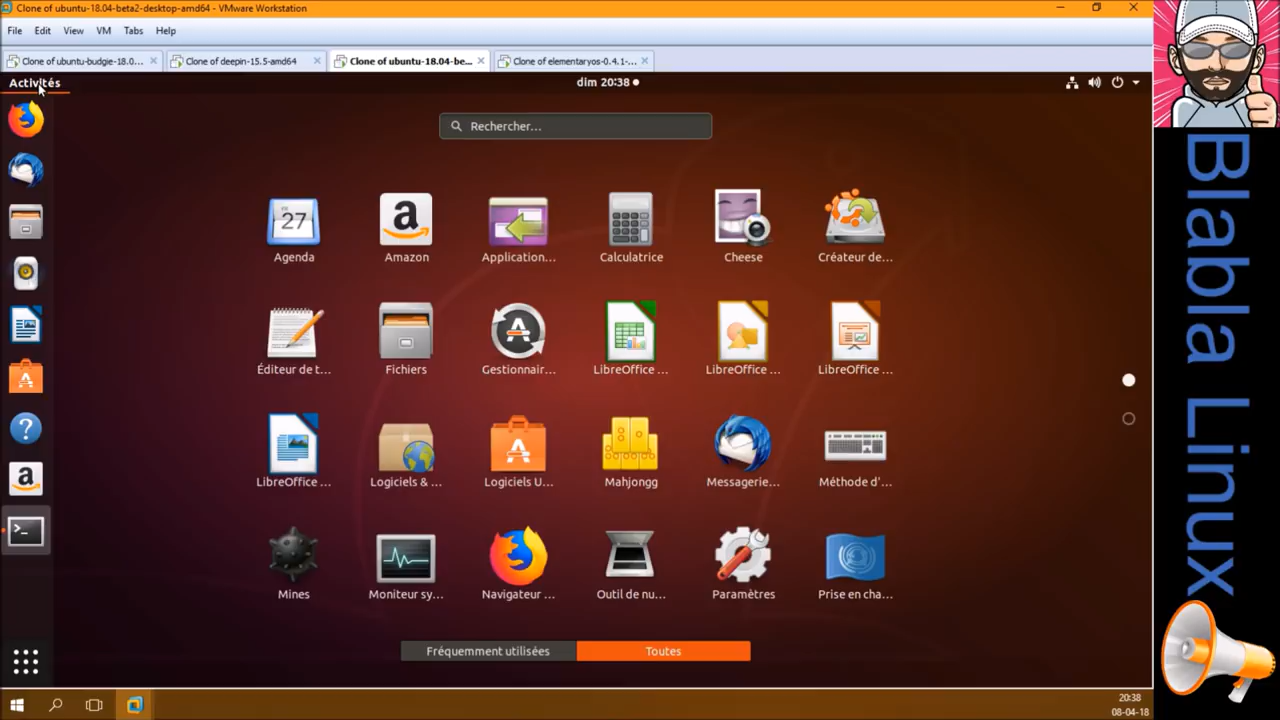 Clone of ubuntu-18.04-beta2-desktop-amd64 - VMware Workstation
File Edit View VM Tabs Help
Clone of ubuntu-budgie-18.0... Clone of deepin-15.5-amd64 Clone of ubuntu-18.04-be... Clone of elementaryos-0.4.1-...
Activités dim 20:38
Rechercher...
27
Agenda Amazon Application... Calculatrice Cheese Créateur de...
Éditeur de t... Fichiers Gestionnair... LibreOffice ... LibreOffice ... LibreOffice ...
LibreOffice ... Logiciels & ... Logiciels U... Mahjongg Messagerie... Méthode d'...
Mines Moniteur sy... Navigateur ... Outil de nu... Paramètres Prise en cha...
Fréquemment utilisées Toutes
20:38
08-04-18
Blabla Linux